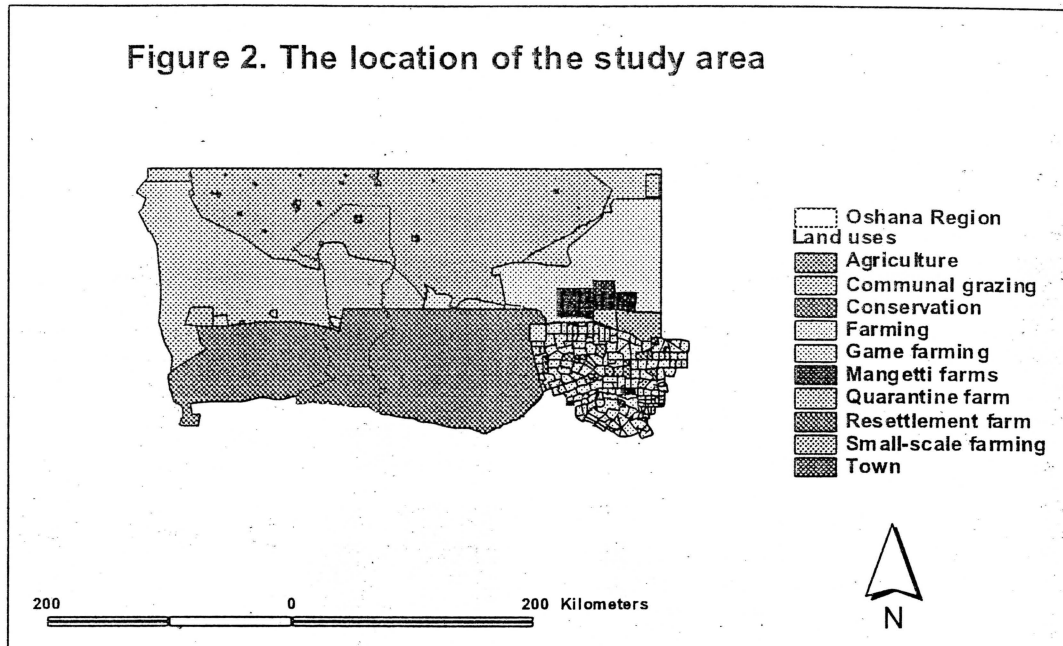 Figure 2. The location of the study area
Oshana Region
Land uses
Agriculture
Communal grazing
Conservation
Farming
Game farming
Mangetti farms
Quarantine farm
Resettlement farm
Small-scale farming
Town
200 0 200 Kilometers
N